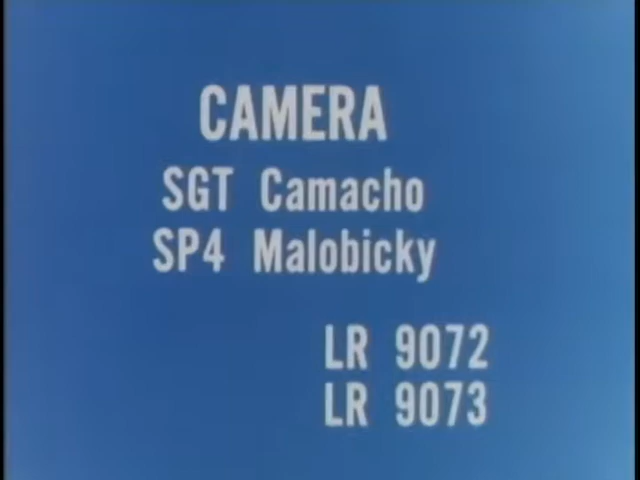 CAMERA
SGT Camacho
SP4 Malobicky
LR 9072
LR 9073